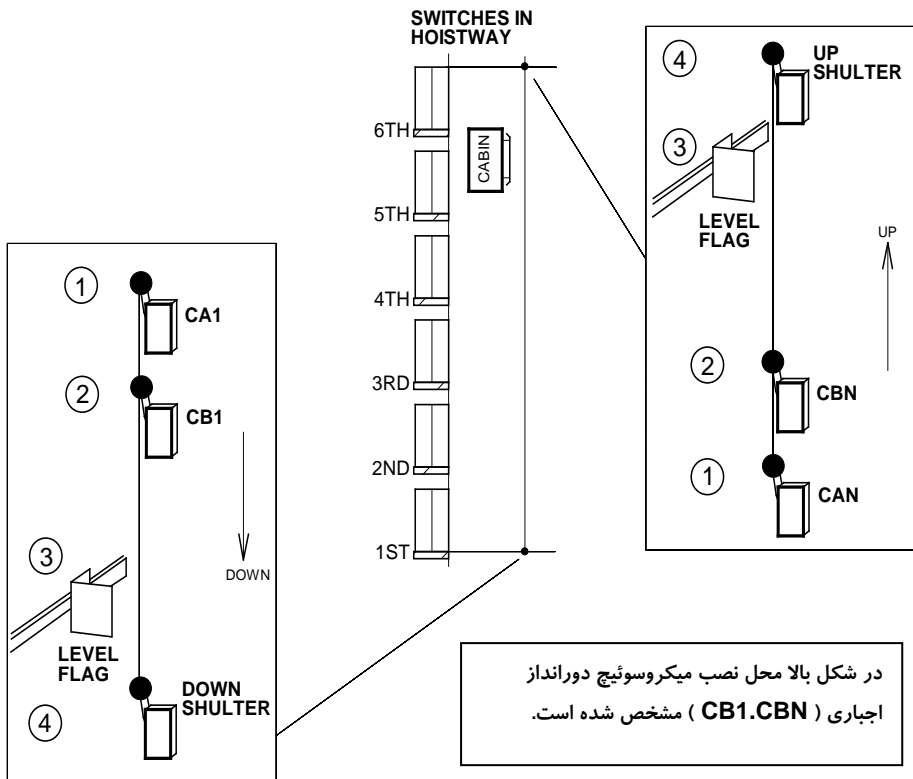 SWITCHES IN
HOISTWAY
6TH
5TH
4TH
3RD
2ND
1ST
CABIN
4
UP
SHULTER
3
LEVEL
FLAG
UP
2
CBN
1
CAN
1
CA1
2
CB1
3
DOWN
LEVEL
FLAG
4
DOWN
SHULTER
در شکل بالا محل نصب میکروسوئیچ دورانداز
اجباری ( CB1.CBN ) مشخص شده است.